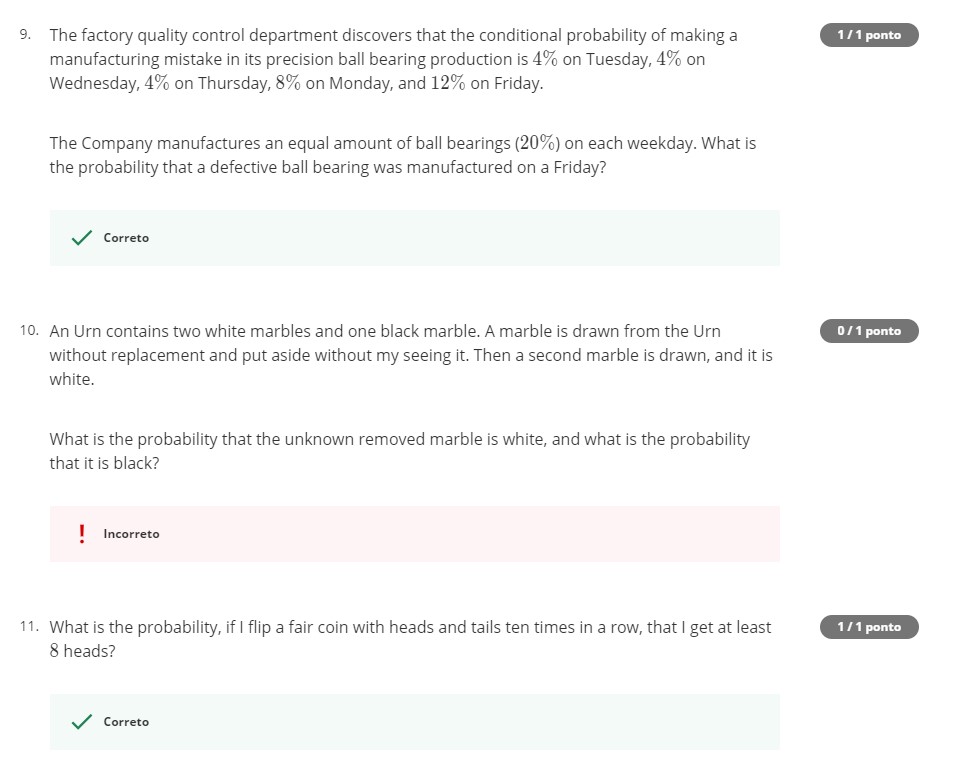 9. The factory quality control department discovers that the conditional probability of making a 1 / 1 ponto
manufacturing mistake in its precision ball bearing production is 4% on Tuesday, 4% on
Wednesday, 4% on Thursday, 8% on Monday, and 12% on Friday.
The Company manufactures an equal amount of ball bearings (20%) on each weekday. What is
the probability that a defective ball bearing was manufactured on a Friday?
Correto
10. An Urn contains two white marbles and one black marble. A marble is drawn from the Urn 0 / 1 ponto
without replacement and put aside without my seeing it. Then a second marble is drawn, and it is
white.
What is the probability that the unknown removed marble is white, and what is the probability
that it is black?
! Incorreto
11. What is the probability, if I flip a fair coin with heads and tails ten times in a row, that I get at least 1 / 1 ponto
8 heads?
Correto